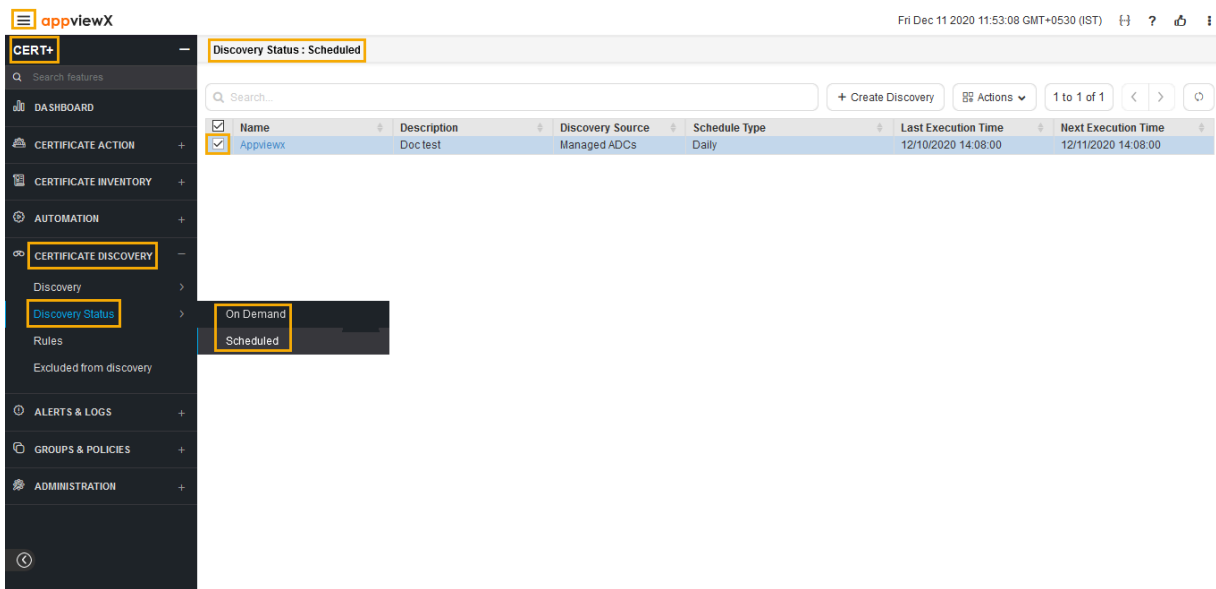 appviewX
Fri Dec 11 2020 11:53:08 GMT+0530 (IST)
?
CERT+
Discovery Status : Scheduled
Search features
DASHBOARD
CERTIFICATE ACTION +
CERTIFICATE INVENTORY +
AUTOMATION +
CERTIFICATE DISCOVERY −
Discovery >
Discovery Status >
Rules
Excluded from discovery
ALERTS & LOGS +
GROUPS & POLICIES +
ADMINISTRATION +
On Demand
Scheduled
Search...
+ Create Discovery
Actions
1 to 1 of 1
< >
Name Description Discovery Source Schedule Type Last Execution Time Next Execution Time
Appviewx Doc test Managed ADCs Daily 12/10/2020 14:08:00 12/11/2020 14:08:00